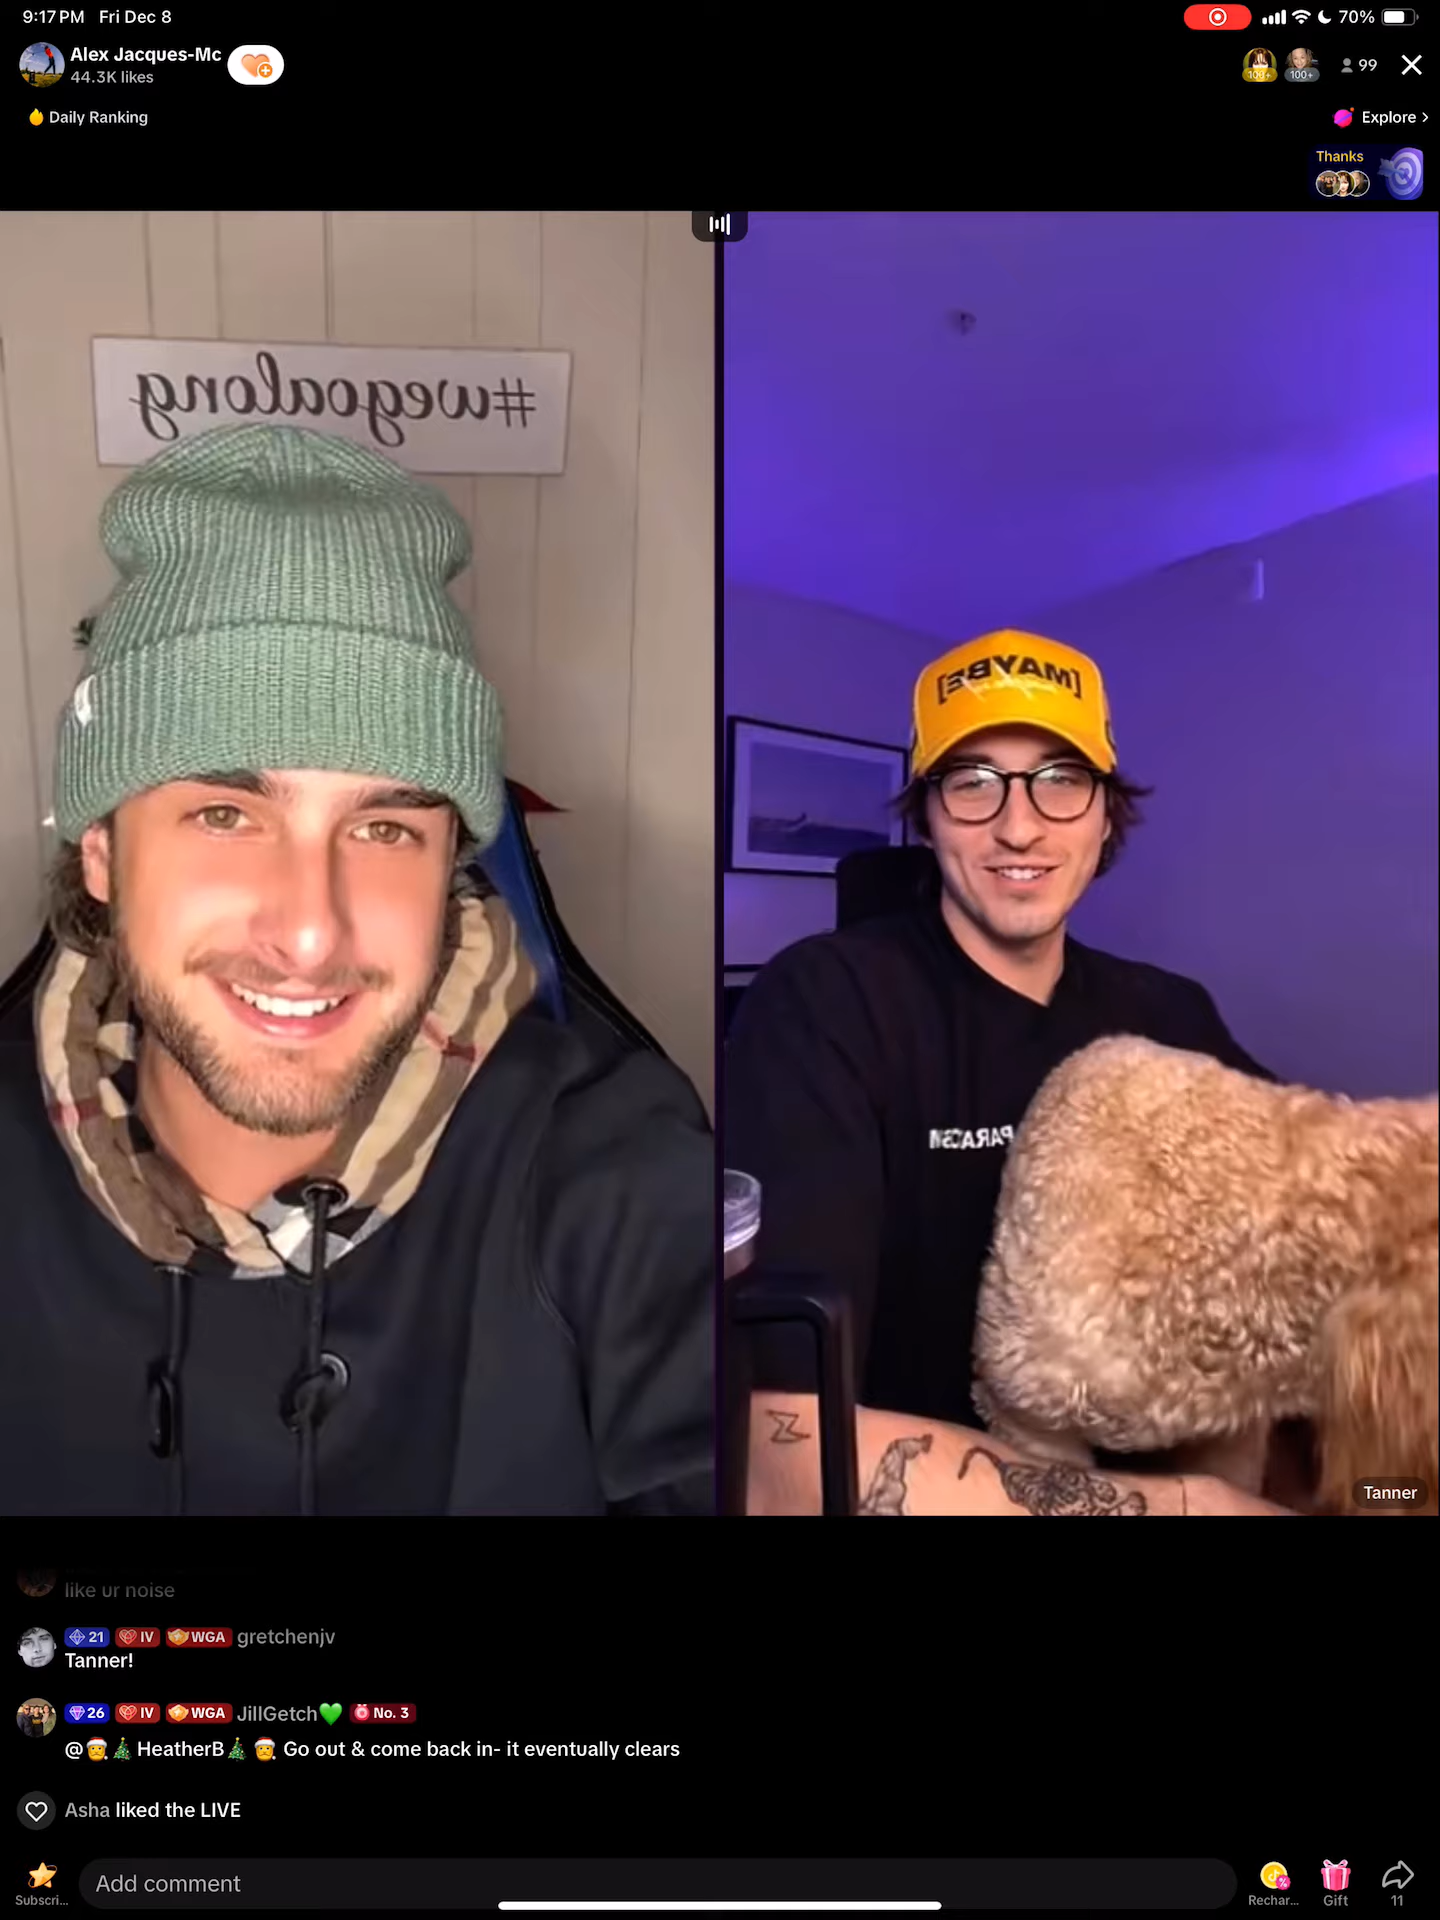 9:17 PM Fri Dec 8
70%
Alex Jacques-Mc
44.3K likes
100+
100+
99
Daily Ranking
Explore >
Thanks
#wegoalong
[MAYBE]
Tanner
like ur noise
21 IV WGA gretchenjv
Tanner!
26 IV WGA JillGetch💚 No. 3
@🎅🎄HeatherB🎄🎅 Go out & come back in- it eventually clears
Asha liked the LIVE
Subscri...
Add comment
Rechar...
Gift
11